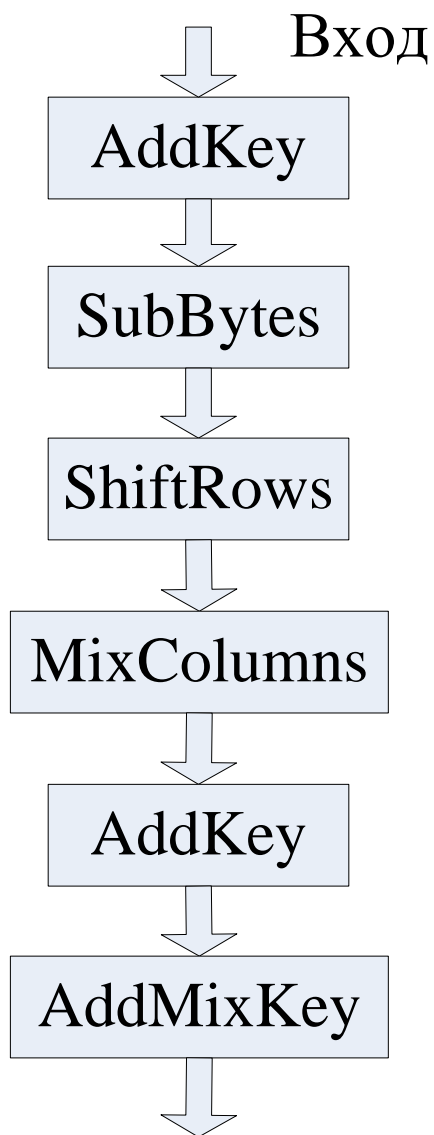 Вход
AddKey
SubBytes
ShiftRows
MixColumns
AddKey
AddMixKey